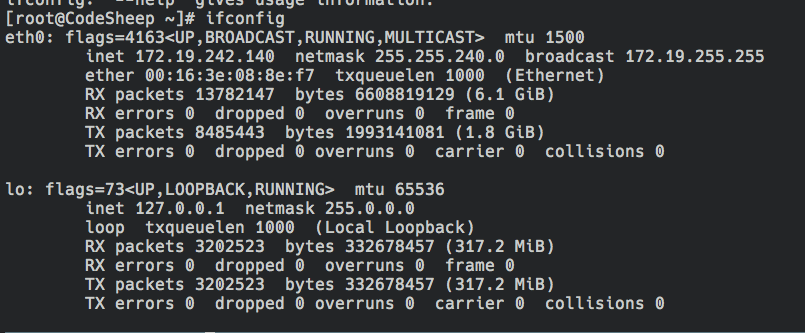 [root@CodeSheep ~]# ifconfig
eth0: flags=4163<UP,BROADCAST,RUNNING,MULTICAST>  mtu 1500
        inet 172.19.242.140  netmask 255.255.240.0  broadcast 172.19.255.255
        ether 00:16:3e:08:8e:f7  txqueuelen 1000  (Ethernet)
        RX packets 13782147  bytes 6608819129 (6.1 GiB)
        RX errors 0  dropped 0  overruns 0  frame 0
        TX packets 8485443  bytes 1993141081 (1.8 GiB)
        TX errors 0  dropped 0 overruns 0  carrier 0  collisions 0

lo: flags=73<UP,LOOPBACK,RUNNING>  mtu 65536
        inet 127.0.0.1  netmask 255.0.0.0
        loop  txqueuelen 1000  (Local Loopback)
        RX packets 3202523  bytes 332678457 (317.2 MiB)
        RX errors 0  dropped 0  overruns 0  frame 0
        TX packets 3202523  bytes 332678457 (317.2 MiB)
        TX errors 0  dropped 0 overruns 0  carrier 0  collisions 0